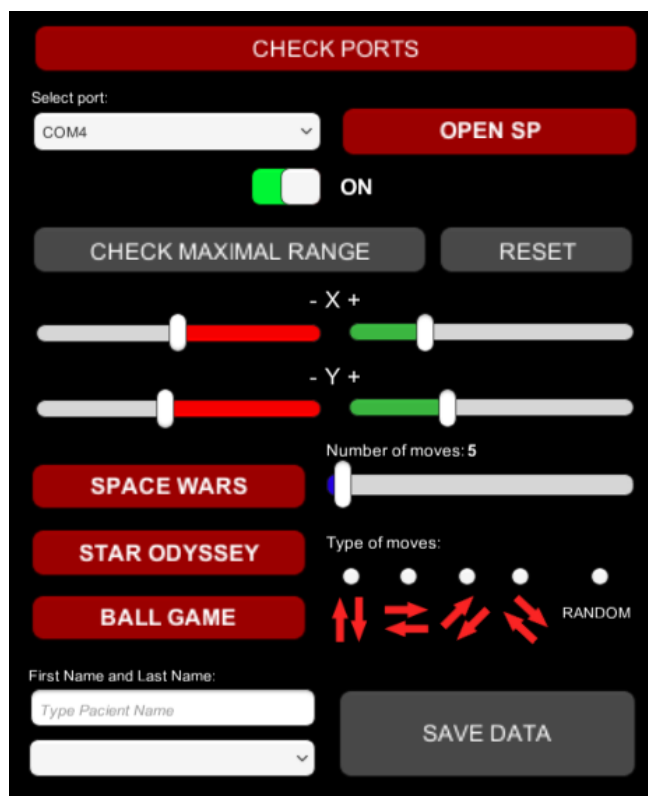 CHECK PORTS
Select port:
COM4
OPEN SP
ON
CHECK MAXIMAL RANGE
RESET
- X +
- Y +
Number of moves: 5
SPACE WARS
STAR ODYSSEY
Type of moves:
BALL GAME
RANDOM
First Name and Last Name:
Type Pacient Name
SAVE DATA